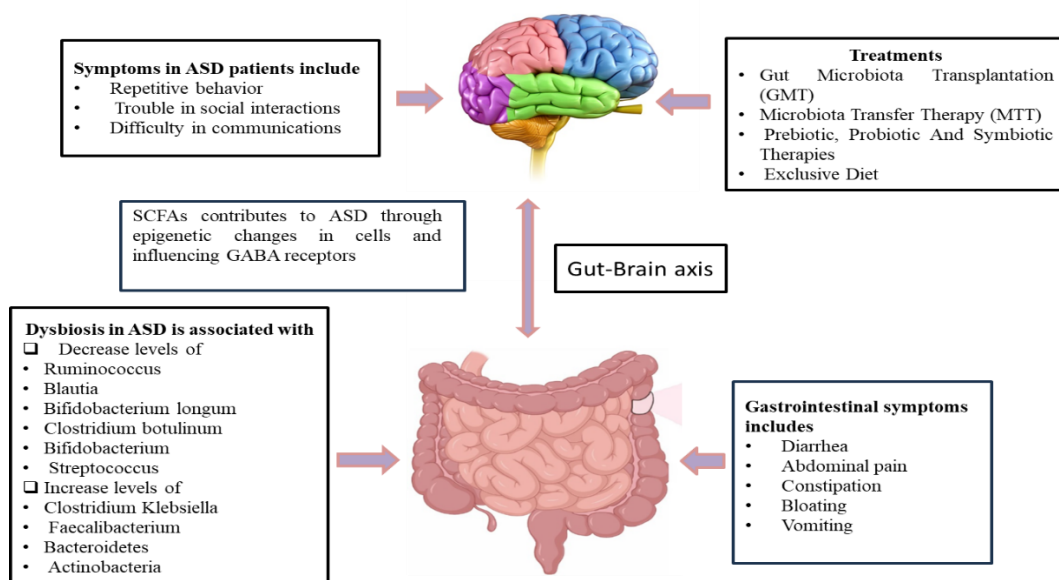 Symptoms in ASD patients include
• Repetitive behavior
• Trouble in social interactions
• Difficulty in communications
Treatments
• Gut Microbiota Transplantation
(GMT)
• Microbiota Transfer Therapy (MTT)
• Prebiotic, Probiotic And Symbiotic
Therapies
• Exclusive Diet
SCFAs contributes to ASD through
epigenetic changes in cells and
influencing GABA receptors
Gut-Brain axis
Dysbiosis in ASD is associated with
❑ Decrease levels of
• Ruminococcus
• Blautia
• Bifidobacterium longum
• Clostridium botulinum
• Bifidobacterium
• Streptococcus
❑ Increase levels of
• Clostridium Klebsiella
• Faecalibacterium
• Bacteroidetes
• Actinobacteria
Gastrointestinal symptoms
includes
• Diarrhea
• Abdominal pain
• Constipation
• Bloating
• Vomiting